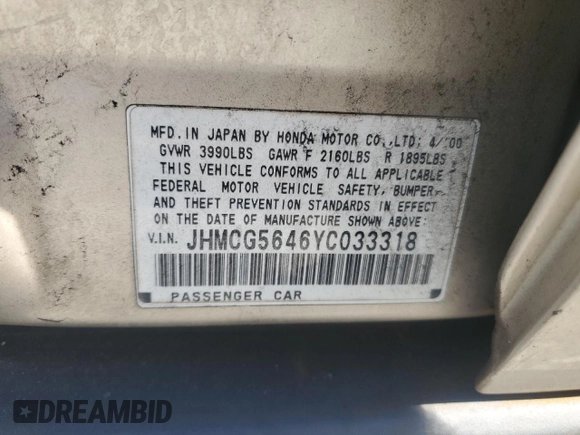 MFD. IN JAPAN BY HONDA MOTOR CO.,LTD; 4/00
GVWR 3990LBS GAWR F 2160LBS R 1895LBS
THIS VEHICLE CONFORMS TO ALL APPLICABLE
FEDERAL MOTOR VEHICLE SAFETY, BUMPER,
AND THEFT PREVENTION STANDARDS IN EFFECT
ON THE DATE OF MANUFACTURE SHOWN ABOVE:
V.I.N. JHMCG5646YC033318
PASSENGER CAR
DREAMBID